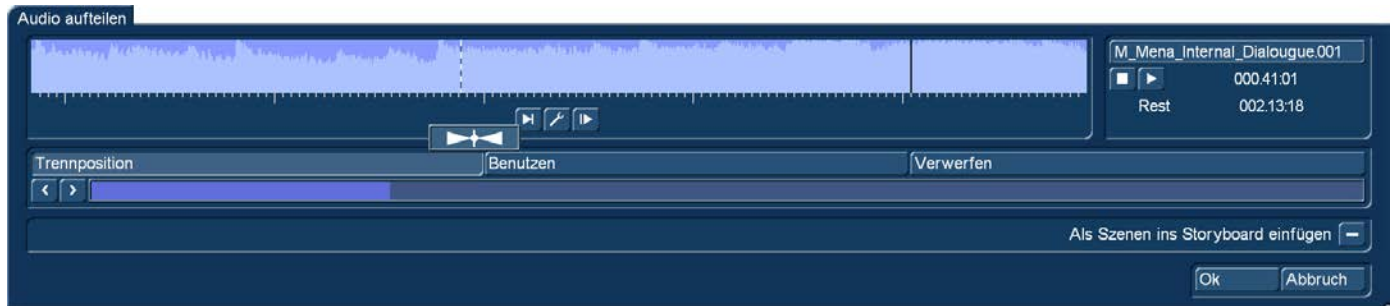 Audio aufteilen
M_Mena_Internal_Dialougue.001
000.41:01
Rest 002.13:18
Trennposition Benutzen Verwerfen
Als Szenen ins Storyboard einfügen
Ok Abbruch